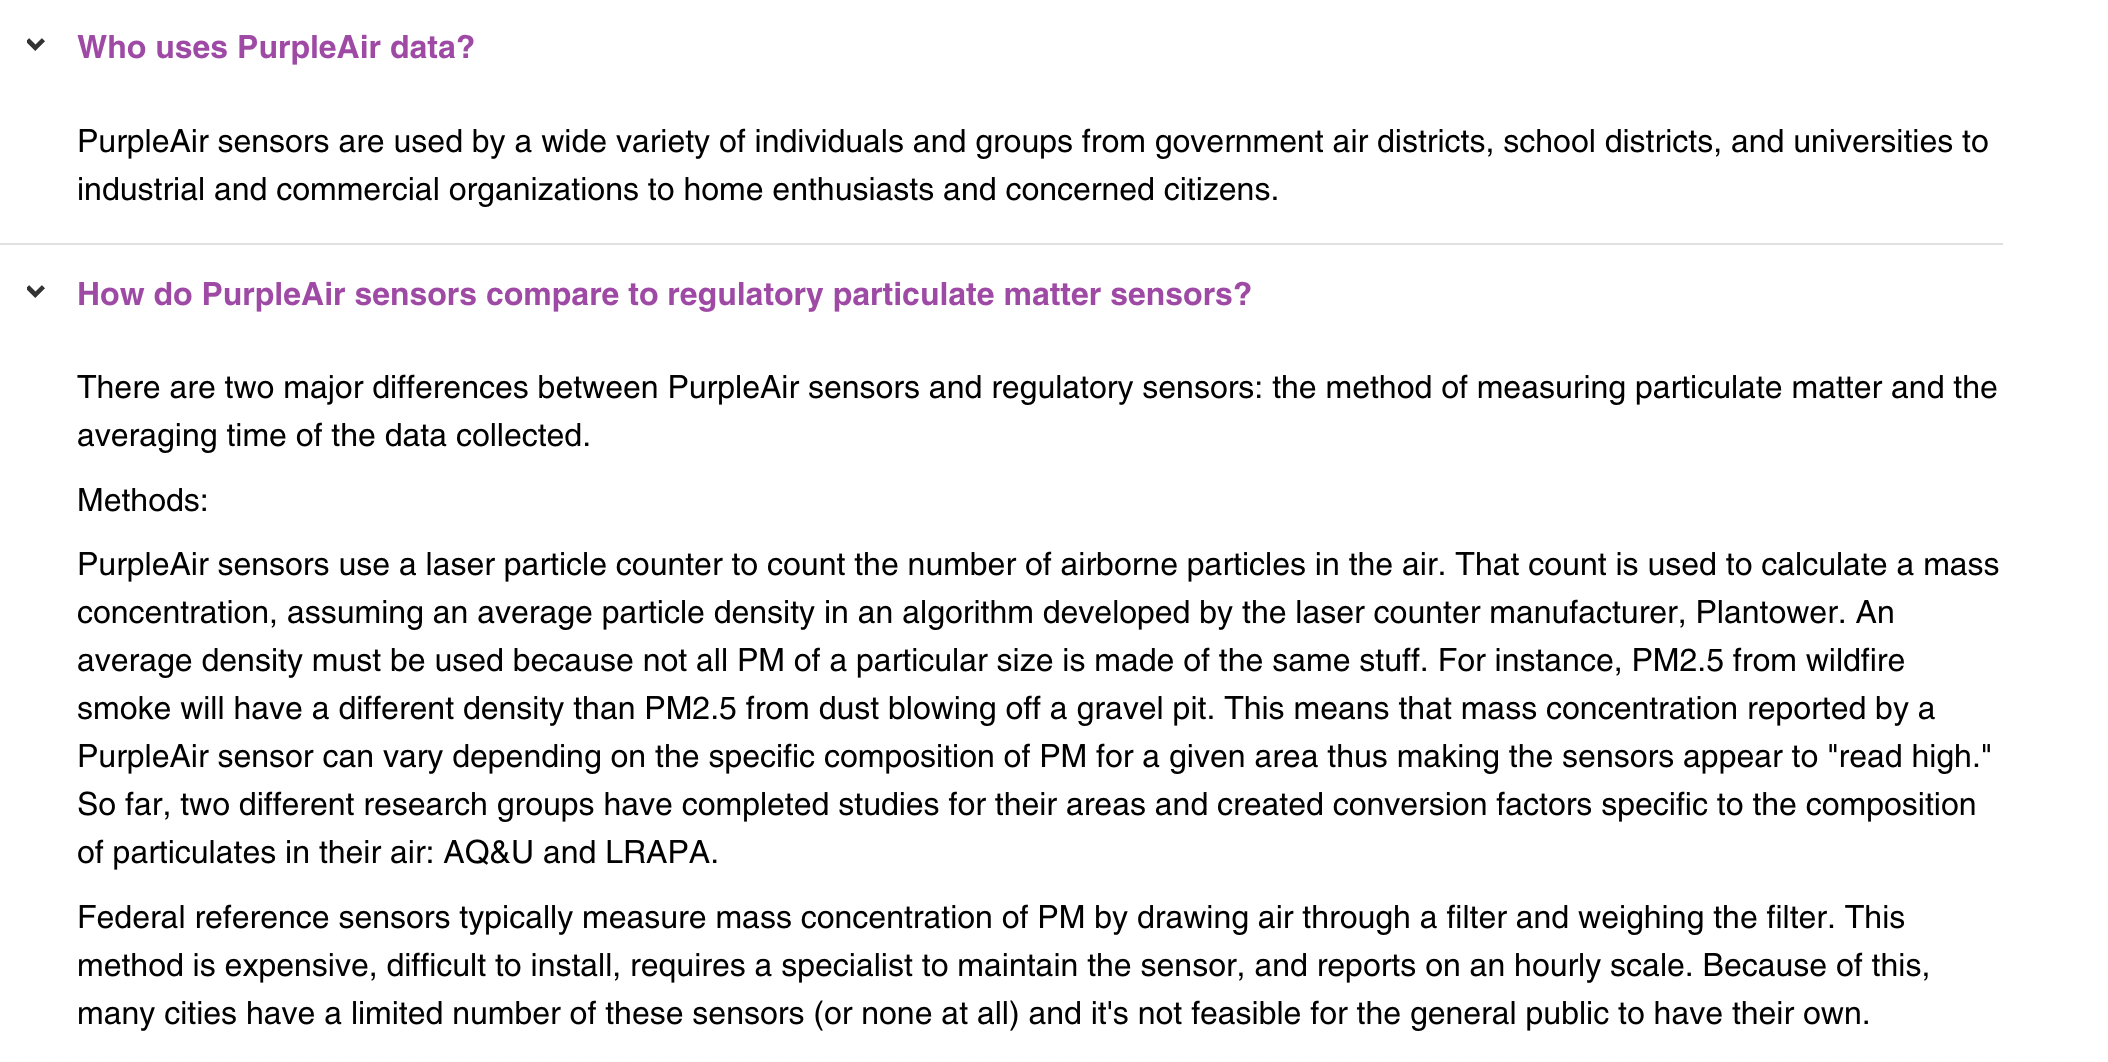 Who uses PurpleAir data?
PurpleAir sensors are used by a wide variety of individuals and groups from government air districts, school districts, and universities to
industrial and commercial organizations to home enthusiasts and concerned citizens.
How do PurpleAir sensors compare to regulatory particulate matter sensors?
There are two major differences between PurpleAir sensors and regulatory sensors: the method of measuring particulate matter and the
averaging time of the data collected.
Methods:
PurpleAir sensors use a laser particle counter to count the number of airborne particles in the air. That count is used to calculate a mass
concentration, assuming an average particle density in an algorithm developed by the laser counter manufacturer, Plantower. An
average density must be used because not all PM of a particular size is made of the same stuff. For instance, PM2.5 from wildfire
smoke will have a different density than PM2.5 from dust blowing off a gravel pit. This means that mass concentration reported by a
PurpleAir sensor can vary depending on the specific composition of PM for a given area thus making the sensors appear to "read high."
So far, two different research groups have completed studies for their areas and created conversion factors specific to the composition
of particulates in their air: AQ&U and LRAPA.
Federal reference sensors typically measure mass concentration of PM by drawing air through a filter and weighing the filter. This
method is expensive, difficult to install, requires a specialist to maintain the sensor, and reports on an hourly scale. Because of this,
many cities have a limited number of these sensors (or none at all) and it's not feasible for the general public to have their own.